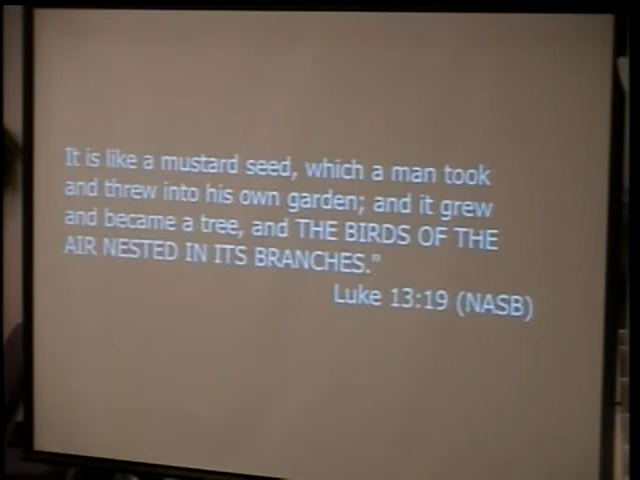 It is like a mustard seed, which a man took
and threw into his own garden; and it grew
and became a tree, and THE BIRDS OF THE
AIR NESTED IN ITS BRANCHES."
Luke 13:19 (NASB)